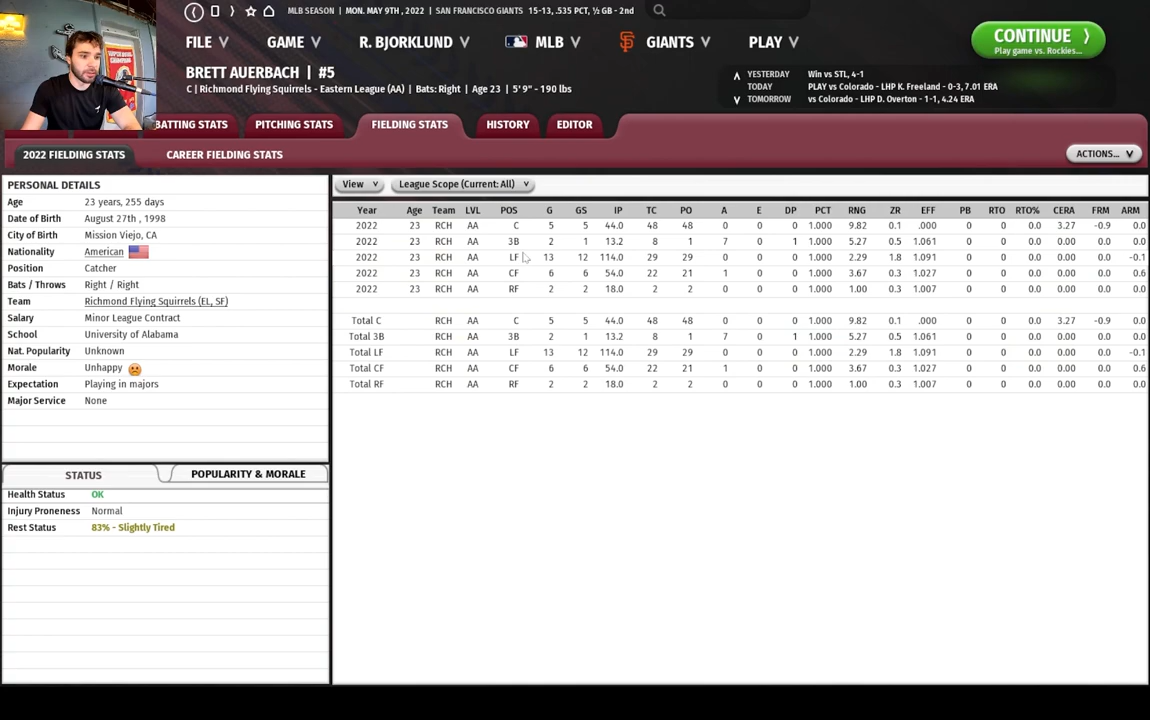 MLB SEASON | MON. MAY 9TH, 2022 | SAN FRANCISCO GIANTS 15-13, .535 PCT, ½ GB - 2nd
FILE GAME R. BJORKLUND MLB GIANTS PLAY
CONTINUE
Play game vs. Rockies...
BRETT AUERBACH | #5
C | Richmond Flying Squirrels - Eastern League (AA) | Bats: Right | Age 23 | 5'9" - 190 lbs
YESTERDAY Win vs STL, 4-1
TODAY PLAY vs Colorado - LHP K. Freeland - 0-3, 7.01 ERA
TOMORROW vs Colorado - LHP D. Overton - 1-1, 4.24 ERA
BATTING STATS PITCHING STATS FIELDING STATS HISTORY EDITOR
2022 FIELDING STATS CAREER FIELDING STATS ACTIONS...
PERSONAL DETAILS
Age 23 years, 255 days
Date of Birth August 27th, 1998
City of Birth Mission Viejo, CA
Nationality American
Position Catcher
Bats / Throws Right / Right
Team Richmond Flying Squirrels (EL, SF)
Salary Minor League Contract
School University of Alabama
Nat. Popularity Unknown
Morale Unhappy
Expectation Playing in majors
Major Service None
STATUS POPULARITY & MORALE
Health Status OK
Injury Proneness Normal
Rest Status 83% - Slightly Tired
View League Scope (Current: All)
Year Age Team LVL POS G GS IP TC PO A E DP PCT RNG ZR EFF PB RTO RTO% CERA FRM ARM
2022 23 RCH AA C 5 5 44.0 48 48 0 0 0 1.000 9.82 0.1 .000 0 0 0.0 3.27 -0.9 0.0
2022 23 RCH AA 3B 2 1 13.2 8 1 7 0 1 1.000 5.27 0.5 1.061 0 0 0.0 0.00 0.0 0.0
2022 23 RCH AA LF 13 12 114.0 29 29 0 0 0 1.000 2.29 1.8 1.091 0 0 0.0 0.00 0.0 -0.1
2022 23 RCH AA CF 6 6 54.0 22 21 1 0 0 1.000 3.67 0.3 1.027 0 0 0.0 0.00 0.0 0.6
2022 23 RCH AA RF 2 2 18.0 2 2 0 0 0 1.000 1.00 0.3 1.007 0 0 0.0 0.00 0.0 0.0
Total C RCH AA C 5 5 44.0 48 48 0 0 0 1.000 9.82 0.1 .000 0 0 0.0 3.27 -0.9 0.0
Total 3B RCH AA 3B 2 1 13.2 8 1 7 0 1 1.000 5.27 0.5 1.061 0 0 0.0 0.00 0.0 0.0
Total LF RCH AA LF 13 12 114.0 29 29 0 0 0 1.000 2.29 1.8 1.091 0 0 0.0 0.00 0.0 -0.1
Total CF RCH AA CF 6 6 54.0 22 21 1 0 0 1.000 3.67 0.3 1.027 0 0 0.0 0.00 0.0 0.6
Total RF RCH AA RF 2 2 18.0 2 2 0 0 0 1.000 1.00 0.3 1.007 0 0 0.0 0.00 0.0 0.0